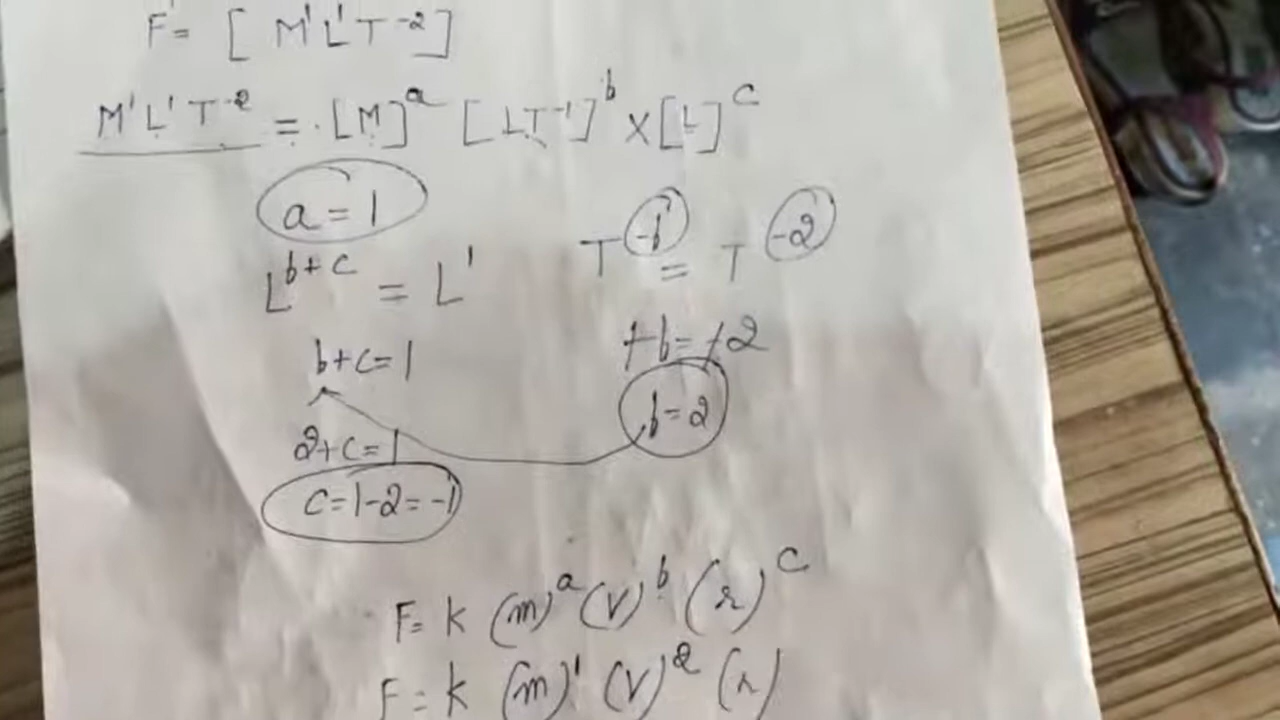 F = [ M¹L¹T⁻²]
M¹L¹T⁻² = [M]ᵃ [LT⁻¹]ᵇ × [L]ᶜ
a = 1
L^(b+c) = L¹ T^(-b) = T^(-2)
b+c=1 -b=-2
b=2
2+c=1
c=1-2=-1
F= k (m)ᵃ (v)ᵇ (r)ᶜ
F= k (m)¹ (v)² (r)